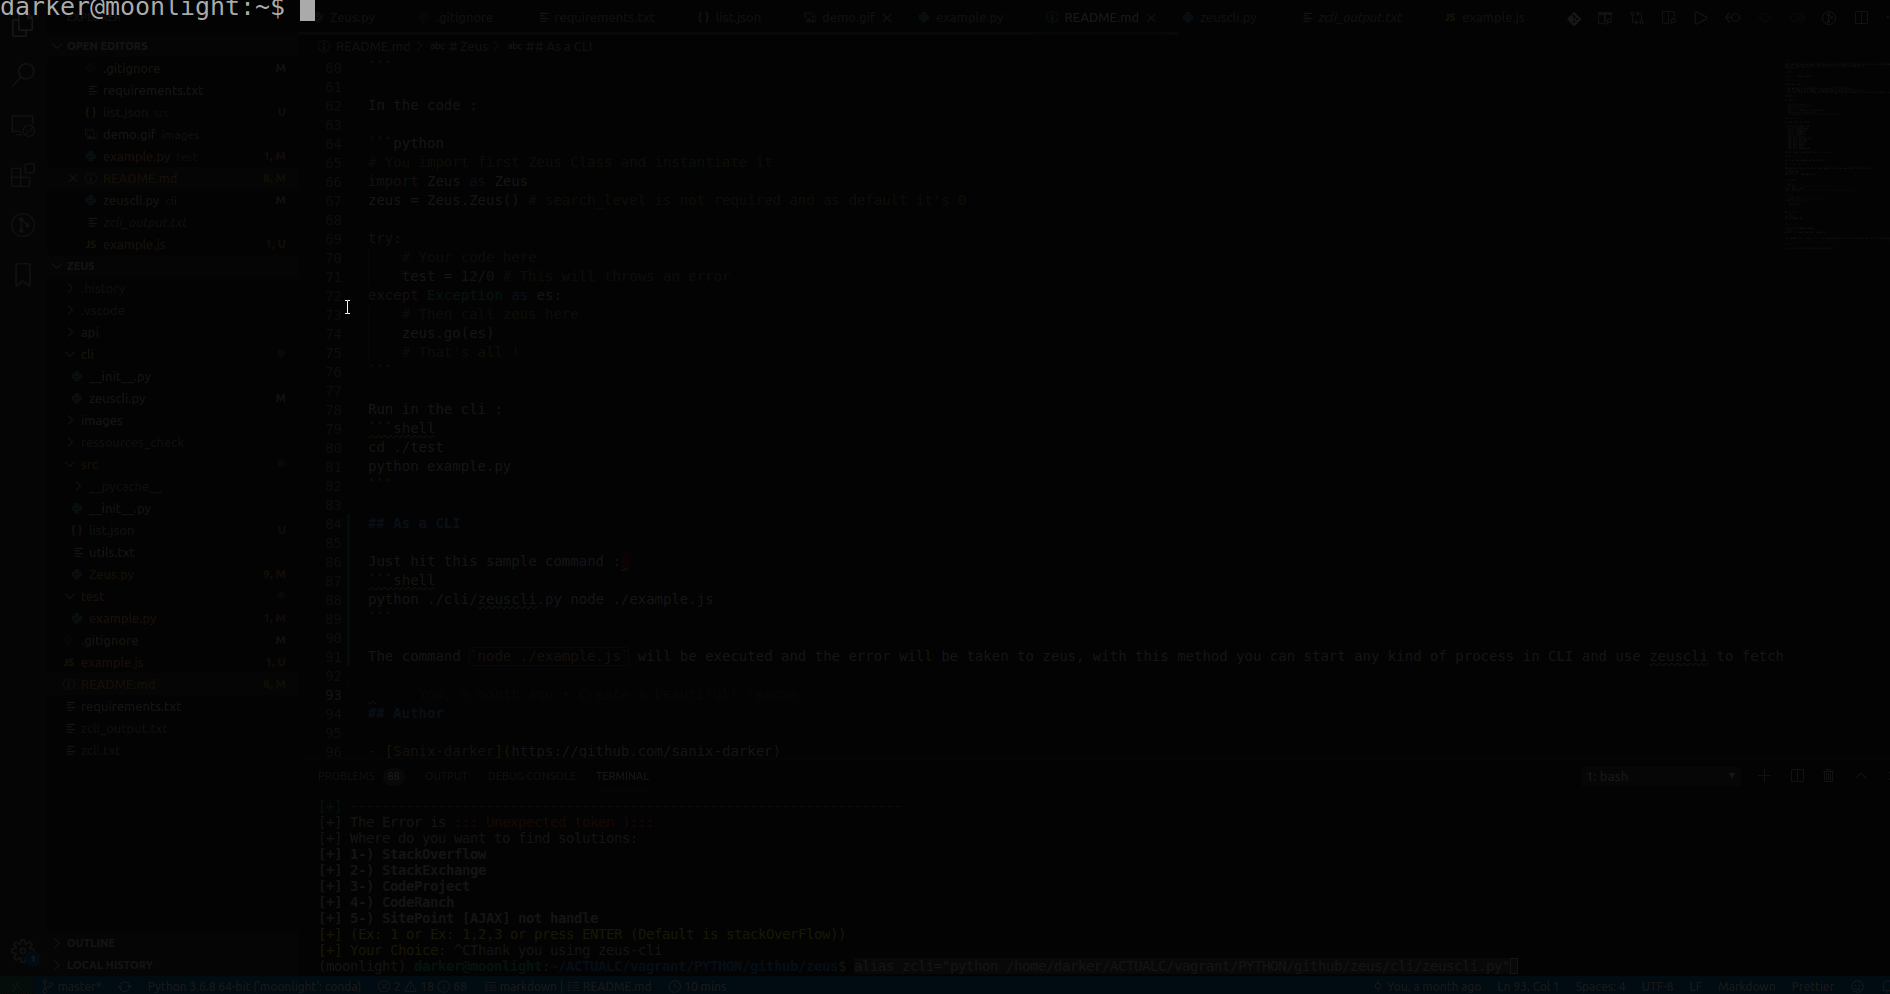 darker@moonlight:~$
Zeus.py .gitignore requirements.txt list.json demo.gif example.py README.md zeuscli.py zcli_output.txt example.js
OPEN EDITORS
.gitignore M
requirements.txt
list.json src U
demo.gif images
example.py test 1, M
README.md 8, M
zeuscli.py cli M
zcli_output.txt
JS example.js 1, U
ZEUS
.history
.vscode
api
cli
__init__.py
zeuscli.py M
images
ressources_check
src
__pycache__
__init__.py
list.json U
utils.txt
Zeus.py 9, M
test
example.py 1, M
.gitignore M
JS example.js 1, U
README.md 8, M
requirements.txt
zcli_output.txt
zcli.txt
OUTLINE
LOCAL HISTORY
README.md > abc # Zeus > abc ## As a CLI
60 ```
61
62 In the code :
63
64 ```python
65 # You import first Zeus Class and instantiate it
66 import Zeus as Zeus
67 zeus = Zeus.Zeus() # search level is not required and as default it's 0
68
69 try:
70 # Your code here
71 test = 12/0 # This will throws an error
72 except Exception as es:
73 # Then call zeus here
74 zeus.go(es)
75 # That's all !
76 ```
77
78 Run in the cli :
79 ```shell
80 cd ./test
81 python example.py
82 ```
83
84 ## As a CLI
85
86 Just hit this sample command :
87 ```shell
88 python ./cli/zeuscli.py node ./example.js
89 ```
90
91 The command `node ./example.js` will be executed and the error will be taken to zeus, with this method you can start any kind of process in CLI and use zeuscli to fetch
92
93
94 ## Author
95
96 - [Sanix-darker](https://github.com/sanix-darker)
PROBLEMS 68 OUTPUT DEBUG CONSOLE TERMINAL 1: bash
[+] ----------------------------------------------------------------------
[+] The Error is ::: Unexpected token ):::
[+] Where do you want to find solutions:
[+] 1-) StackOverflow
[+] 2-) StackExchange
[+] 3-) CodeProject
[+] 4-) CodeRanch
[+] 5-) SitePoint [AJAX] not handle
[+] (Ex: 1 or Ex: 1,2,3 or press ENTER (Default is stackOverFlow))
[+] Your Choice: ^CThank you using zeus-cli
(moonlight) darker@moonlight:~/ACTUALC/vagrant/PYTHON/github/zeus$ alias zcli="python /home/darker/ACTUALC/vagrant/PYTHON/github/zeus/cli/zeuscli.py"
master* Python 3.6.8 64-bit ('moonlight': conda) 2 18 68 markdown | README.md 10 mins You, a month ago Ln 93, Col 1 Spaces: 4 UTF-8 LF Markdown Prettier